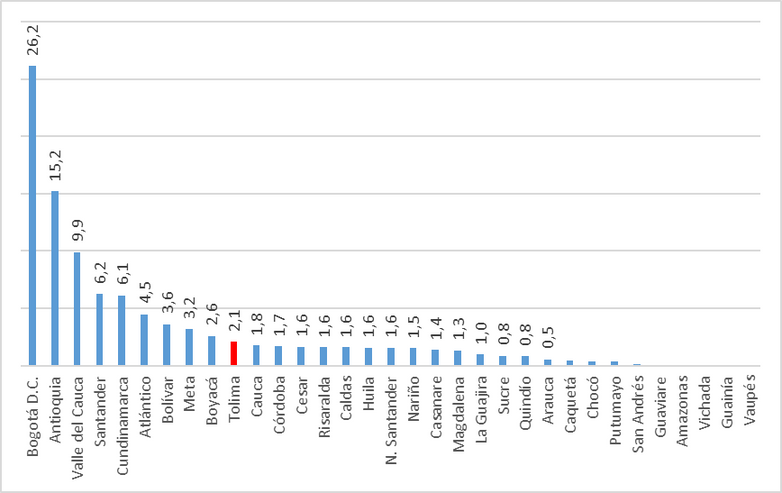 26,2
15,2
9,9
6,2
6,1
4,5
3,6
3,2
2,6
2,1
1,8
1,7
1,6
1,6
1,6
1,6
1,6
1,5
1,4
1,3
1,0
0,8
0,8
0,5
Bogotá D.C.
Antioquia
Valle del Cauca
Santander
Cundinamarca
Atlántico
Bolívar
Meta
Boyacá
Tolima
Cauca
Córdoba
Cesar
Risaralda
Caldas
Huila
N. Santander
Nariño
Casanare
Magdalena
La Guajira
Sucre
Quindío
Arauca
Caquetá
Chocó
Putumayo
San Andrés
Guaviare
Amazonas
Vichada
Guainía
Vaupés